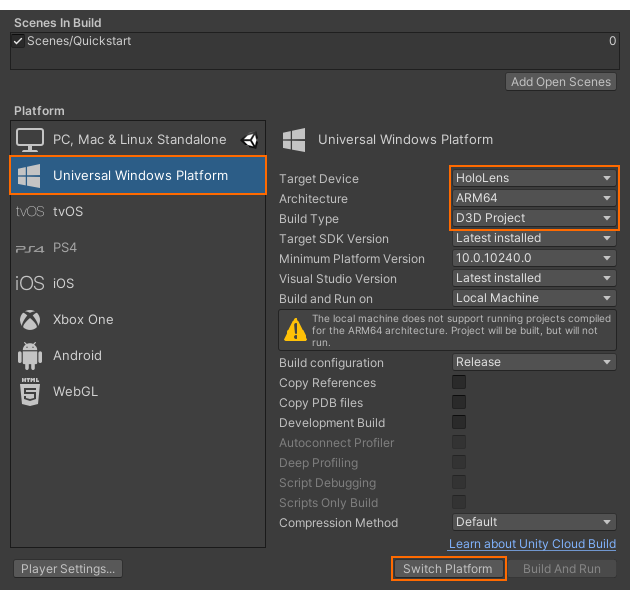 Scenes In Build
Scenes/Quickstart 0
Add Open Scenes
Platform
PC, Mac & Linux Standalone
Universal Windows Platform
tvOS tvOS
PS4 PS4
iOS iOS
Xbox One
Android
HTML 5 WebGL
Universal Windows Platform
Target Device HoloLens
Architecture ARM64
Build Type D3D Project
Target SDK Version Latest installed
Minimum Platform Version 10.0.10240.0
Visual Studio Version Latest installed
Build and Run on Local Machine
The local machine does not support running projects compiled
for the ARM64 architecture. Project will be built, but will not
run.
Build configuration Release
Copy References
Copy PDB files
Development Build
Autoconnect Profiler
Deep Profiling
Script Debugging
Scripts Only Build
Compression Method Default
Learn about Unity Cloud Build
Player Settings... Switch Platform Build And Run